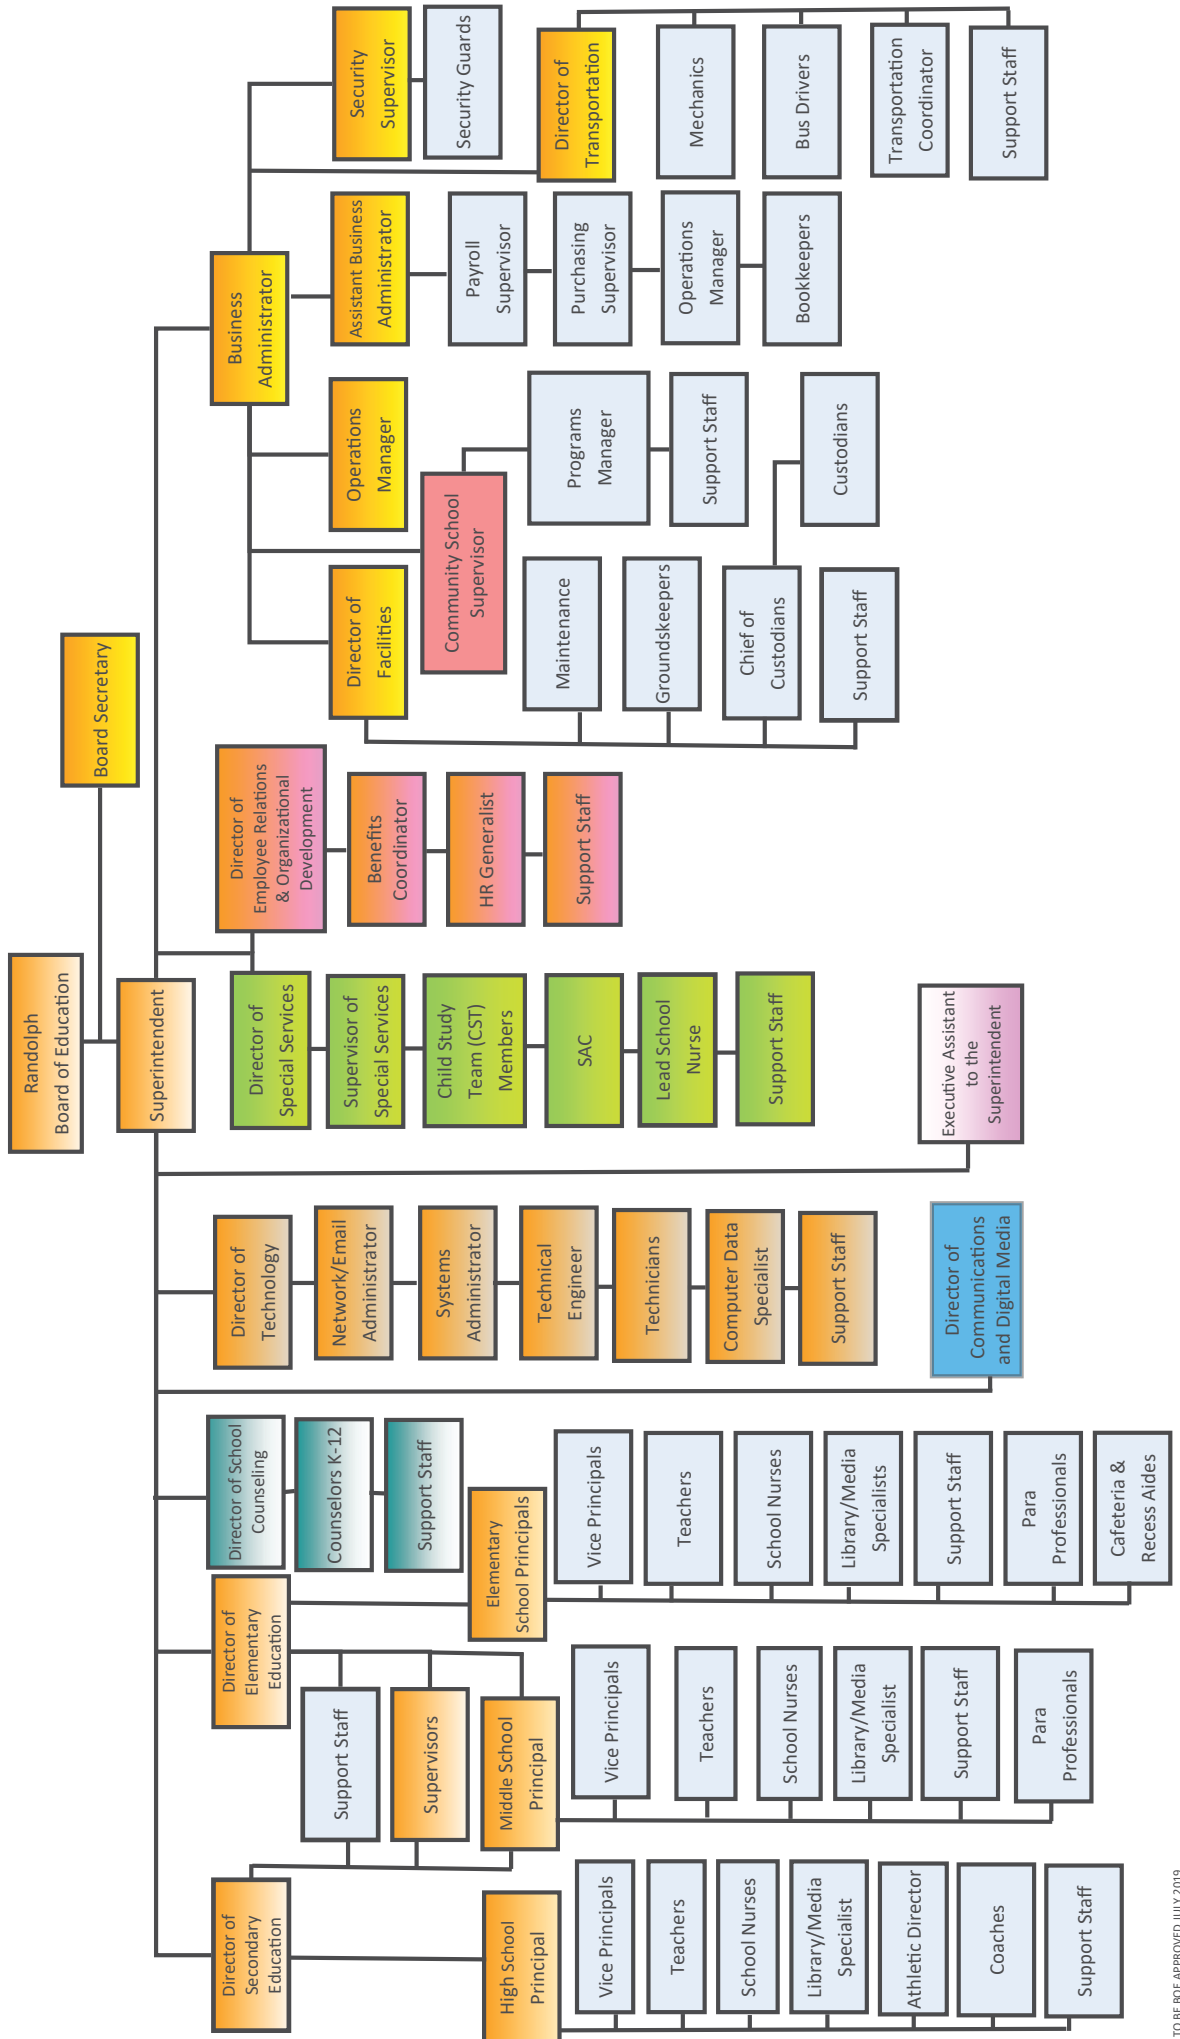 Randolph
Board of Education
Board Secretary
Superintendent
Director of
Secondary
Education
High School
Principal
Vice Principals
Teachers
School Nurses
Library/Media
Specialist
Athletic Director
Coaches
Support Staff
Director of
Elementary
Education
Support Staff
Supervisors
Middle School
Principal
Vice Principals
Teachers
School Nurses
Library/Media
Specialist
Support Staff
Para
Professionals
Elementary
School Principals
Vice Principals
Teachers
School Nurses
Library/Media
Specialists
Support Staff
Para
Professionals
Cafeteria &
Recess Aides
Director of School
Counseling
Counselors K-12
Support Staff
Director of
Communications
and Digital Media
Director of
Technology
Network/Email
Administrator
Systems
Administrator
Technical
Engineer
Technicians
Computer Data
Specialist
Support Staff
Executive Assistant
to the
Superintendent
Director of
Special Services
Supervisor of
Special Services
Child Study
Team (CST)
Members
SAC
Lead School
Nurse
Support Staff
Director of
Employee Relations
& Organizational
Development
Benefits
Coordinator
HR Generalist
Support Staff
Business
Administrator
Director of
Facilities
Maintenance
Groundskeepers
Chief of
Custodians
Support Staff
Custodians
Community School
Supervisor
Programs
Manager
Support Staff
Operations
Manager
Assistant Business
Administrator
Payroll
Supervisor
Purchasing
Supervisor
Operations
Manager
Bookkeepers
Security
Supervisor
Security Guards
Director of
Transportation
Mechanics
Bus Drivers
Transportation
Coordinator
Support Staff
TO BE BOE APPROVED JULY 2019